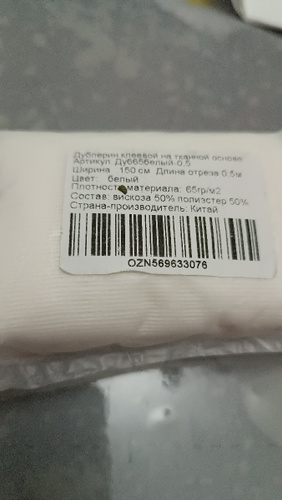 Дублерин клеевой на тканной основе
Артикул: Дуб65белый-0,5
Ширина: 150 см Длина отреза 0,5м
Цвет: белый
Плотность материала: 65гр/м2
Состав: вискоза 50% полиэстер 50%
Страна-производитель: Китай
OZN569633076